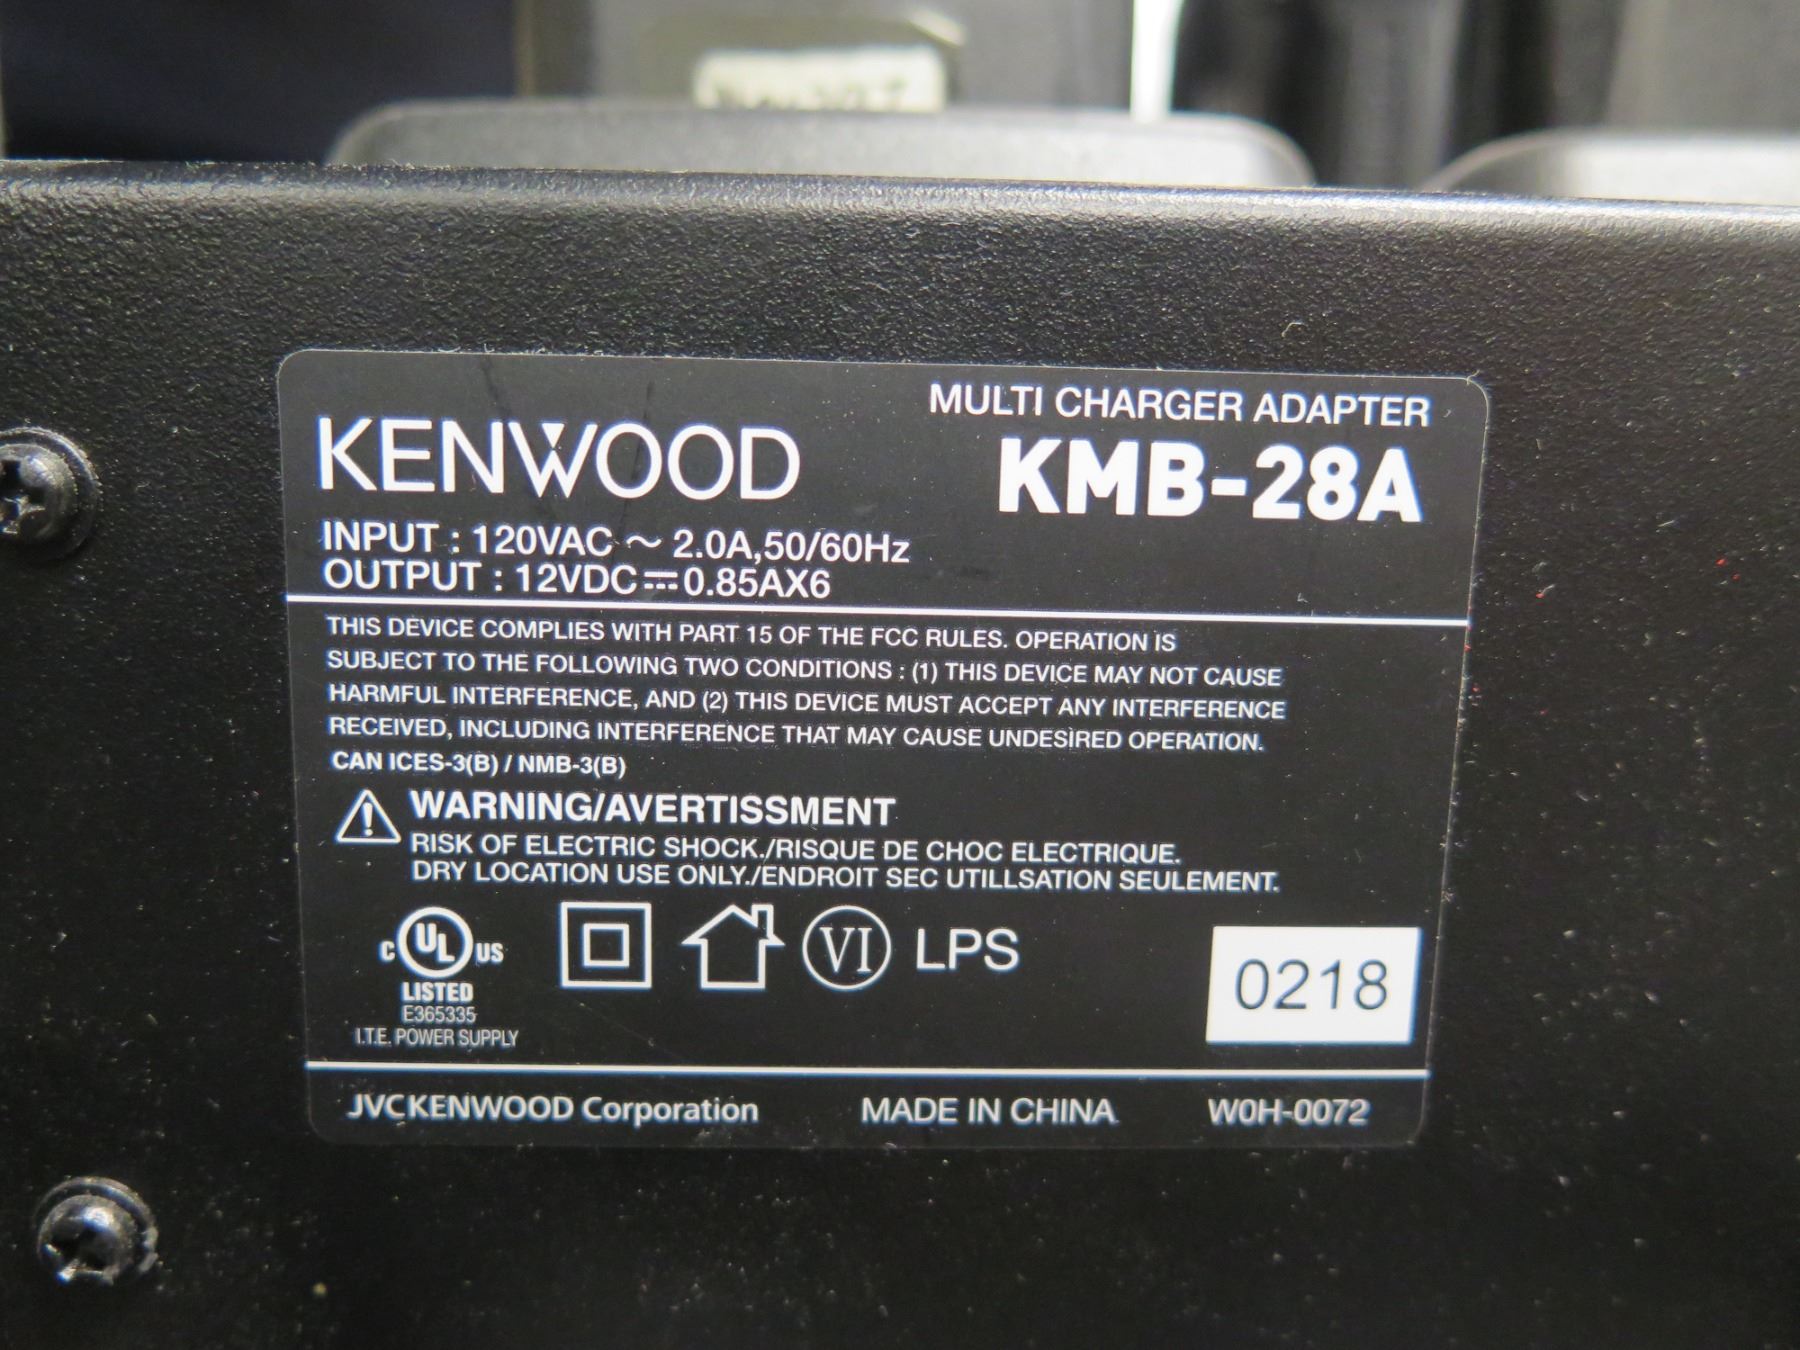 MULTI CHARGER ADAPTER
KENWOOD
KMB-28A
INPUT : 120VAC ~ 2.0A,50/60Hz
OUTPUT : 12VDC⎓0.85AX6
THIS DEVICE COMPLIES WITH PART 15 OF THE FCC RULES. OPERATION IS
SUBJECT TO THE FOLLOWING TWO CONDITIONS : (1) THIS DEVICE MAY NOT CAUSE
HARMFUL INTERFERENCE, AND (2) THIS DEVICE MUST ACCEPT ANY INTERFERENCE
RECEIVED, INCLUDING INTERFERENCE THAT MAY CAUSE UNDESIRED OPERATION.
CAN ICES-3(B) / NMB-3(B)
WARNING/AVERTISSMENT
RISK OF ELECTRIC SHOCK./RISQUE DE CHOC ELECTRIQUE.
DRY LOCATION USE ONLY./ENDROIT SEC UTILLSATION SEULEMENT.
C UL US
LISTED
E365335
I.T.E. POWER SUPPLY
VI LPS
0218
JVCKENWOOD Corporation MADE IN CHINA W0H-0072